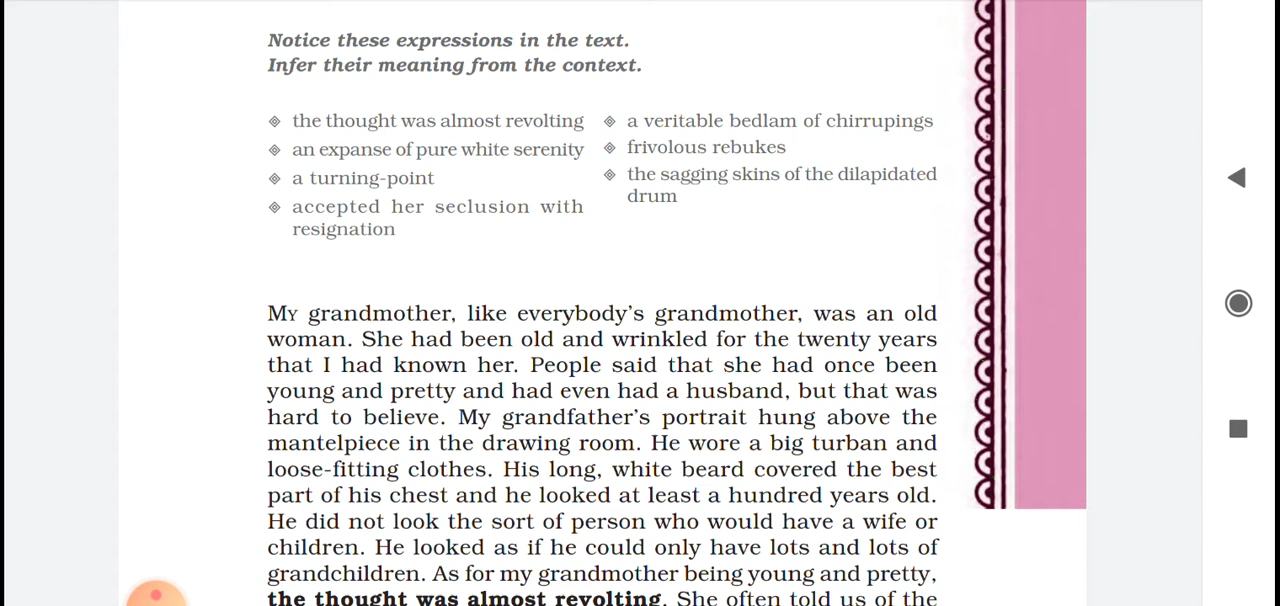 Notice these expressions in the text.
Infer their meaning from the context.
the thought was almost revolting
an expanse of pure white serenity
a turning-point
accepted her seclusion with
resignation
a veritable bedlam of chirrupings
frivolous rebukes
the sagging skins of the dilapidated
drum
MY grandmother, like everybody's grandmother, was an old
woman. She had been old and wrinkled for the twenty years
that I had known her. People said that she had once been
young and pretty and had even had a husband, but that was
hard to believe. My grandfather's portrait hung above the
mantelpiece in the drawing room. He wore a big turban and
loose-fitting clothes. His long, white beard covered the best
part of his chest and he looked at least a hundred years old.
He did not look the sort of person who would have a wife or
children. He looked as if he could only have lots and lots of
grandchildren. As for my grandmother being young and pretty,
the thought was almost revolting. She often told us of the